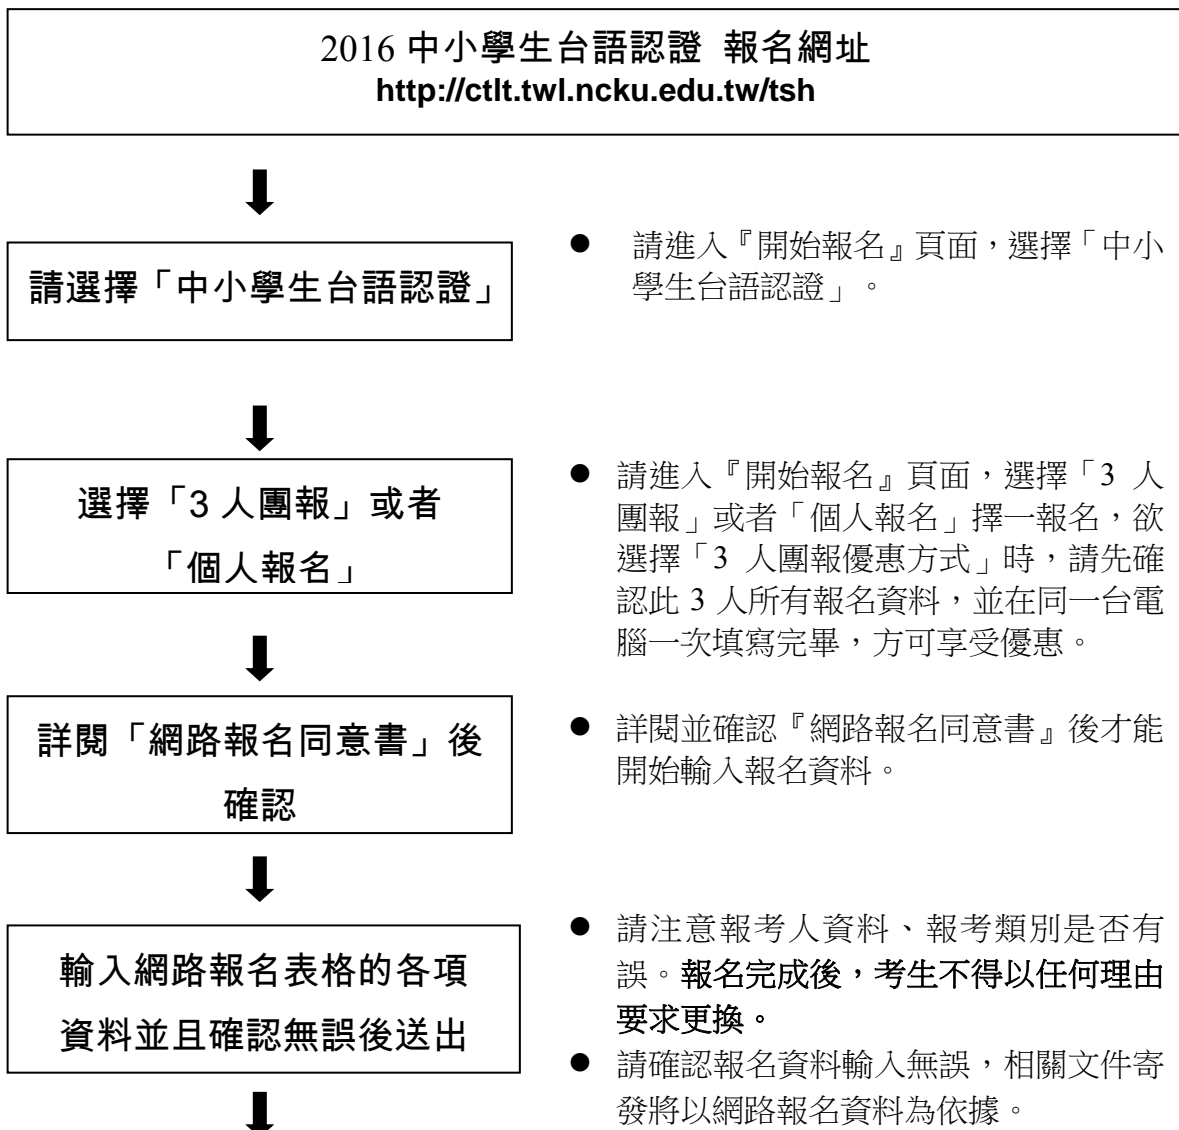 2016 中小學生台語認證 報名網址
http://ctlt.twl.ncku.edu.tw/tsh
請選擇「中小學生台語認證」
● 請進入『開始報名』頁面，選擇「中小
學生台語認證」。
選擇「3 人團報」或者
「個人報名」
● 請進入『開始報名』頁面，選擇「3 人
團報」或者「個人報名」擇一報名，欲
選擇「3 人團報優惠方式」時，請先確
認此 3 人所有報名資料，並在同一台電
腦一次填寫完畢，方可享受優惠。
詳閱「網路報名同意書」後
確認
● 詳閱並確認『網路報名同意書』後才能
開始輸入報名資料。
輸入網路報名表格的各項
資料並且確認無誤後送出
● 請注意報考人資料、報考類別是否有
誤。報名完成後，考生不得以任何理由
要求更換。
● 請確認報名資料輸入無誤，相關文件寄
發將以網路報名資料為依據。